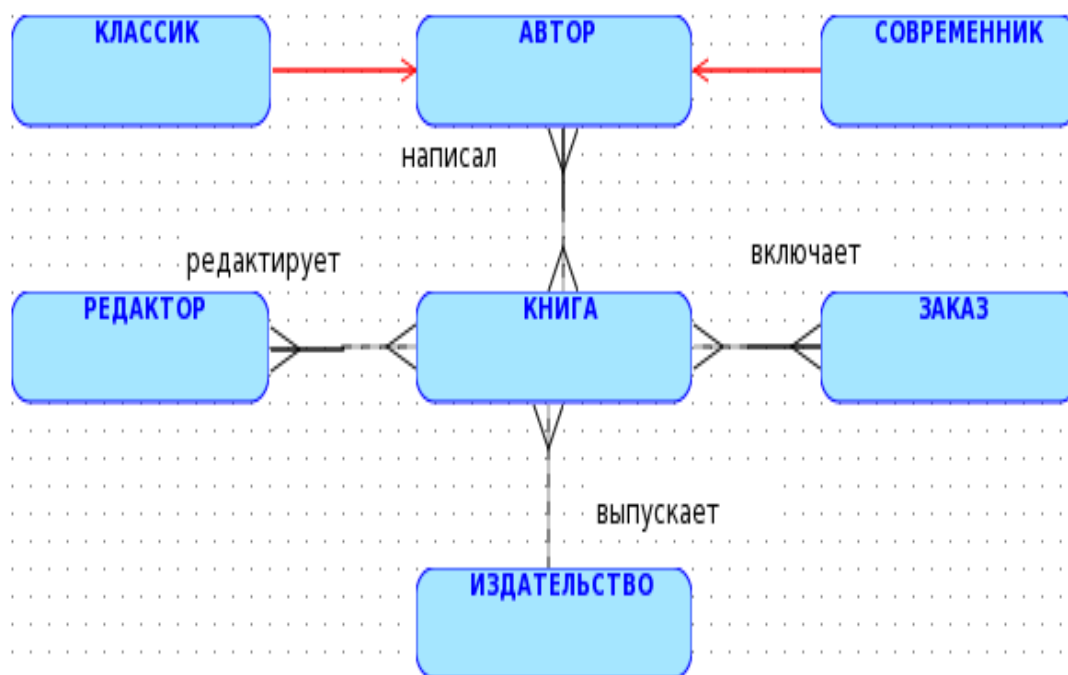 КЛАССИК
АВТОР
СОВРЕМЕННИК
написал
редактирует
включает
РЕДАКТОР
КНИГА
ЗАКАЗ
выпускает
ИЗДАТЕЛЬСТВО